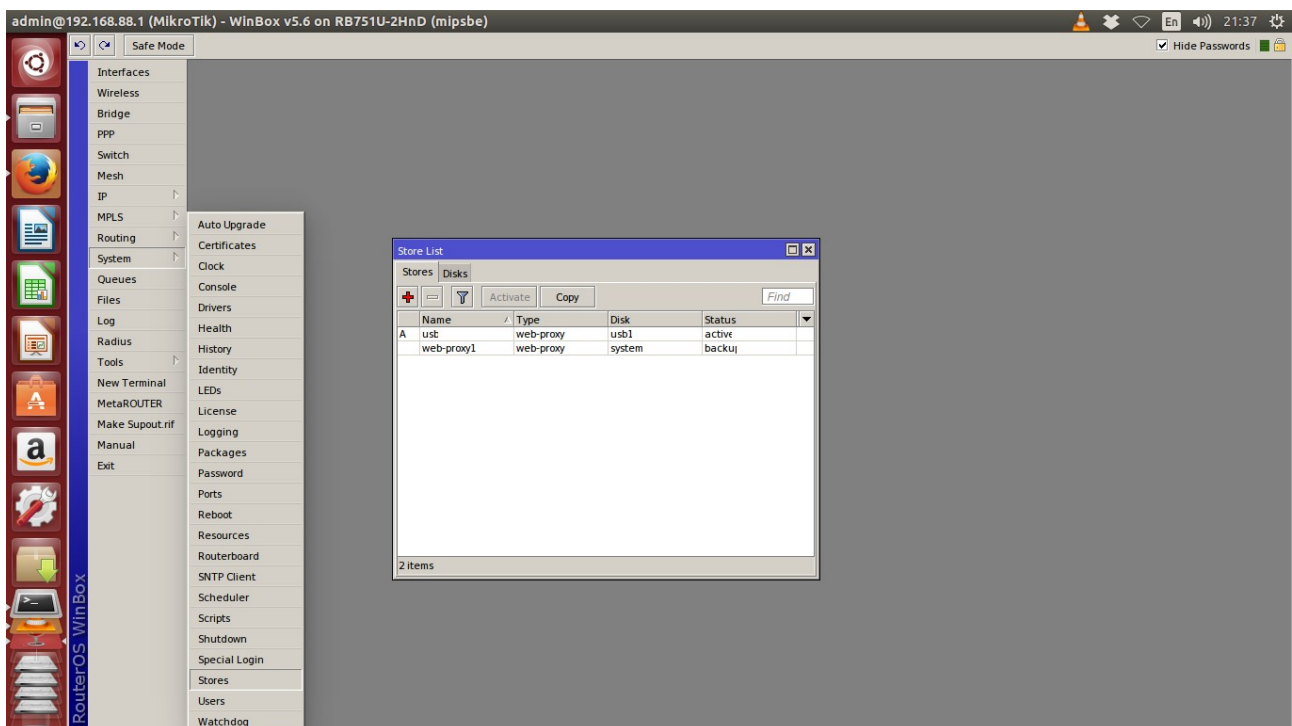 admin@192.168.88.1 (MikroTik) - WinBox v5.6 on RB751U-2HnD (mipsbe)
En
21:37
Safe Mode
Hide Passwords
Interfaces
Wireless
Bridge
PPP
Switch
Mesh
IP
MPLS
Routing
System
Queues
Files
Log
Radius
Tools
New Terminal
MetaROUTER
Make Supout.rif
Manual
Exit
RouterOS WinBox
Auto Upgrade
Certificates
Clock
Console
Drivers
Health
History
Identity
LEDs
License
Logging
Packages
Password
Ports
Reboot
Resources
Routerboard
SNTP Client
Scheduler
Scripts
Shutdown
Special Login
Stores
Users
Watchdog
Store List
Stores Disks
Activate Copy Find
Name Type Disk Status
A usb web-proxy usb1 active
web-proxy1 web-proxy system backup
2 items